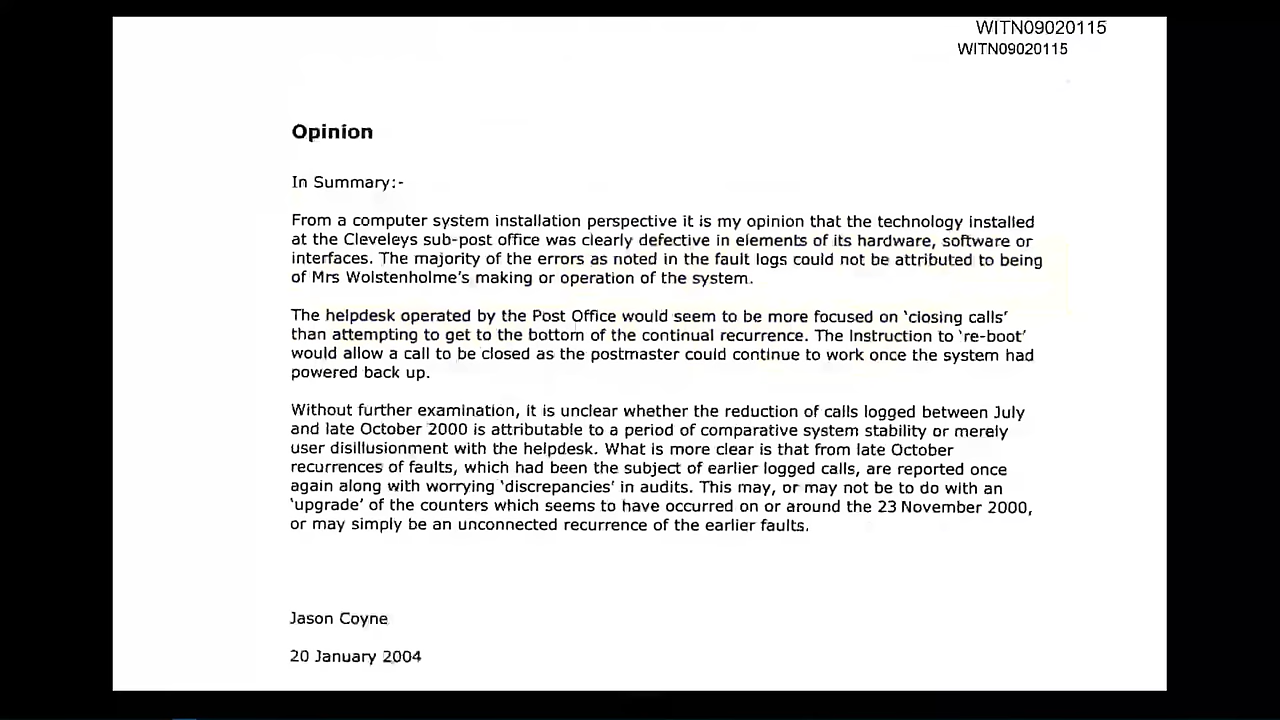 WITN09020115
WITN09020115
Opinion
In Summary:-
From a computer system installation perspective it is my opinion that the technology installed
at the Cleveleys sub-post office was clearly defective in elements of its hardware, software or
interfaces. The majority of the errors as noted in the fault logs could not be attributed to being
of Mrs Wolstenholme's making or operation of the system.
The helpdesk operated by the Post Office would seem to be more focused on 'closing calls'
than attempting to get to the bottom of the continual recurrence. The Instruction to 're-boot'
would allow a call to be closed as the postmaster could continue to work once the system had
powered back up.
Without further examination, it is unclear whether the reduction of calls logged between July
and late October 2000 is attributable to a period of comparative system stability or merely
user disillusionment with the helpdesk. What is more clear is that from late October
recurrences of faults, which had been the subject of earlier logged calls, are reported once
again along with worrying 'discrepancies' in audits. This may, or may not be to do with an
'upgrade' of the counters which seems to have occurred on or around the 23 November 2000,
or may simply be an unconnected recurrence of the earlier faults.
Jason Coyne
20 January 2004